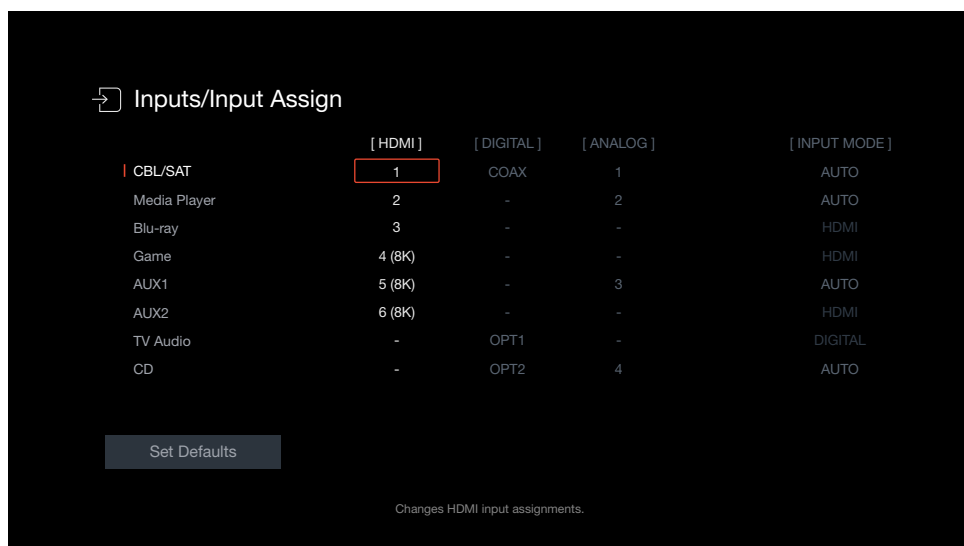 Inputs/Input Assign
[ HDMI ] [ DIGITAL ] [ ANALOG ] [ INPUT MODE ]
CBL/SAT 1 COAX 1 AUTO
Media Player 2 - 2 AUTO
Blu-ray 3 - - HDMI
Game 4 (8K) - - HDMI
AUX1 5 (8K) - 3 AUTO
AUX2 6 (8K) - - HDMI
TV Audio - OPT1 - DIGITAL
CD - OPT2 4 AUTO
Set Defaults
Changes HDMI input assignments.